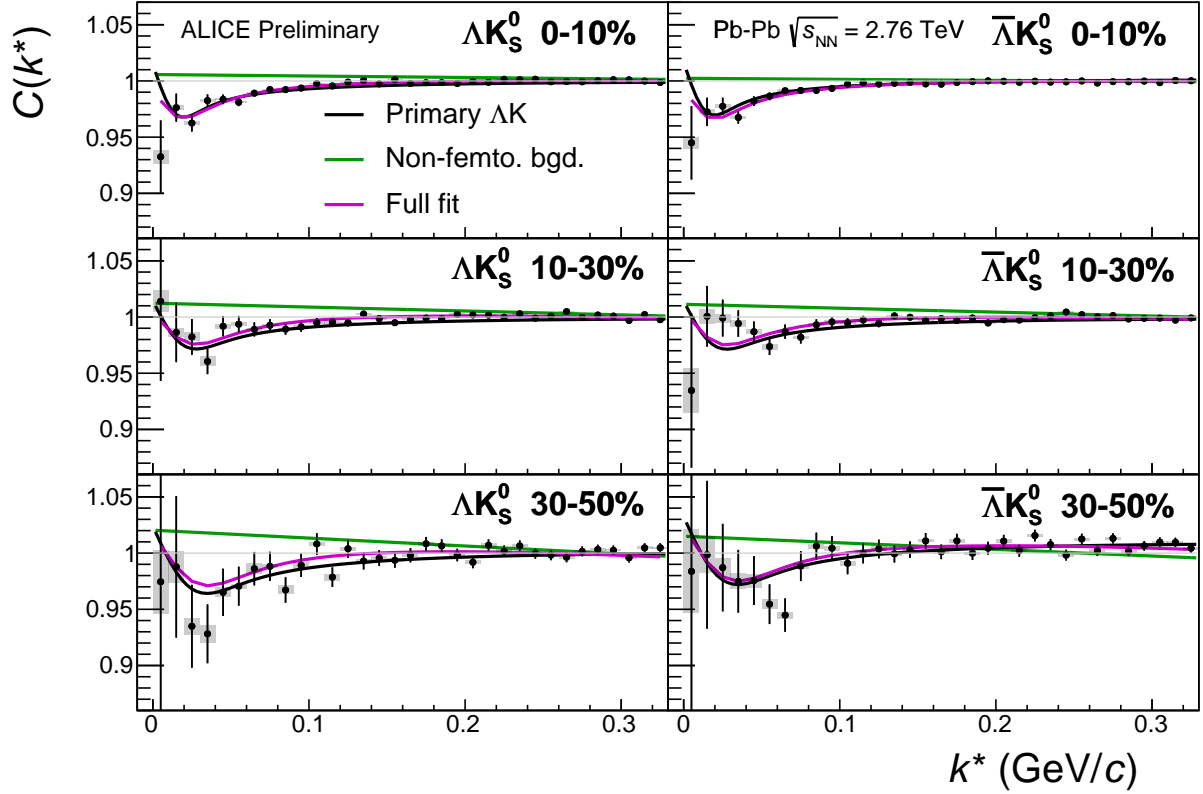 C(k*)
1.05
1
0.95
0.9
ALICE Preliminary
ΛK⁰S 0-10%
Primary ΛK
Non-femto. bgd.
Full fit
Pb-Pb √sNN = 2.76 TeV
Λ̅K⁰S 0-10%
1.05
1
0.95
0.9
ΛK⁰S 10-30%
Λ̅K⁰S 10-30%
1.05
1
0.95
0.9
ΛK⁰S 30-50%
Λ̅K⁰S 30-50%
0 0.1 0.2 0.3
0 0.1 0.2 0.3
k* (GeV/c)